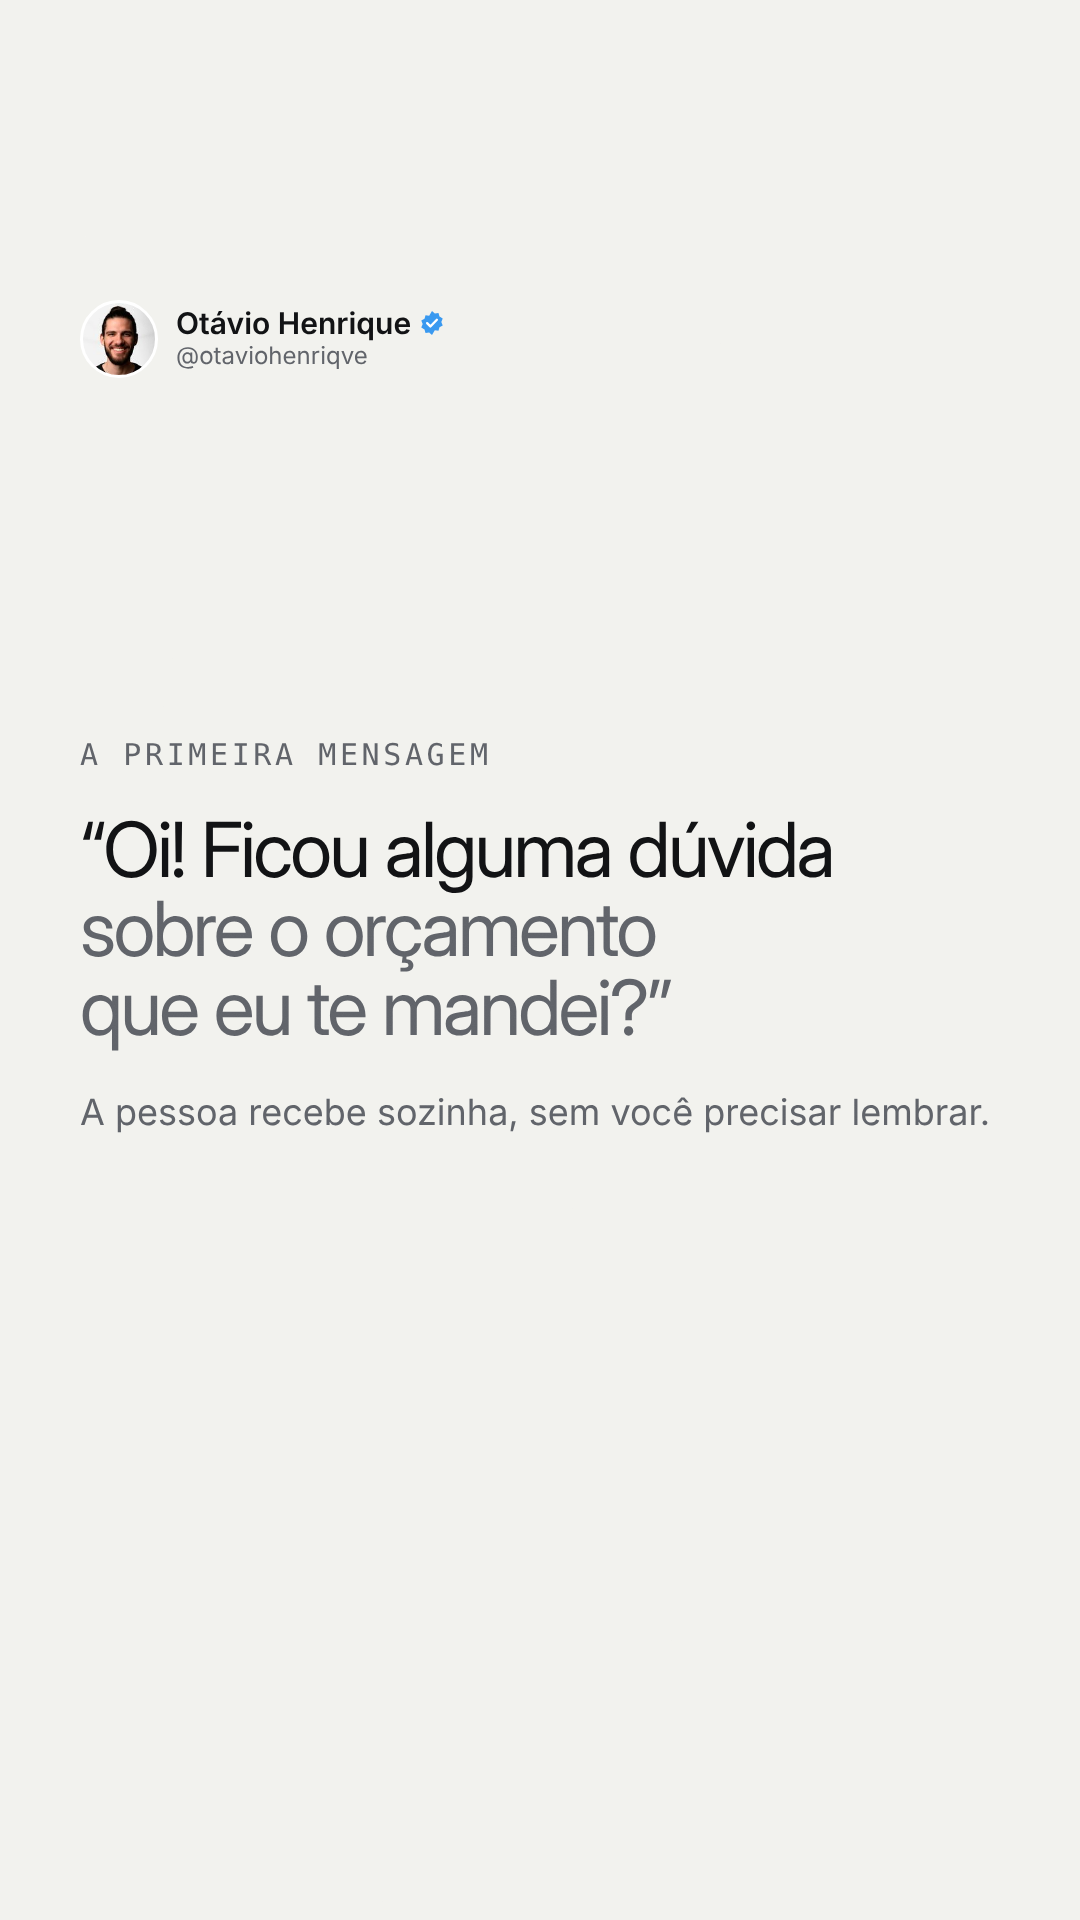 Otávio Henrique
@otaviohenriqve
A PRIMEIRA MENSAGEM
“Oi! Ficou alguma dúvida
sobre o orçamento
que eu te mandei?”
A pessoa recebe sozinha, sem você precisar lembrar.